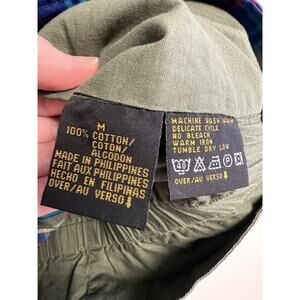 M
100% COTTON/
COTON/
ALGODON
MADE IN PHILIPPINES
FAIT AUX PHILIPPINES
HECHO EN FILIPINAS
OVER/AU VERSO
MACHINE WASH WARM
DELICATE CYCLE
NO BLEACH
WARM IRON
TUMBLE DRY LOW
OVER/AU VERSO